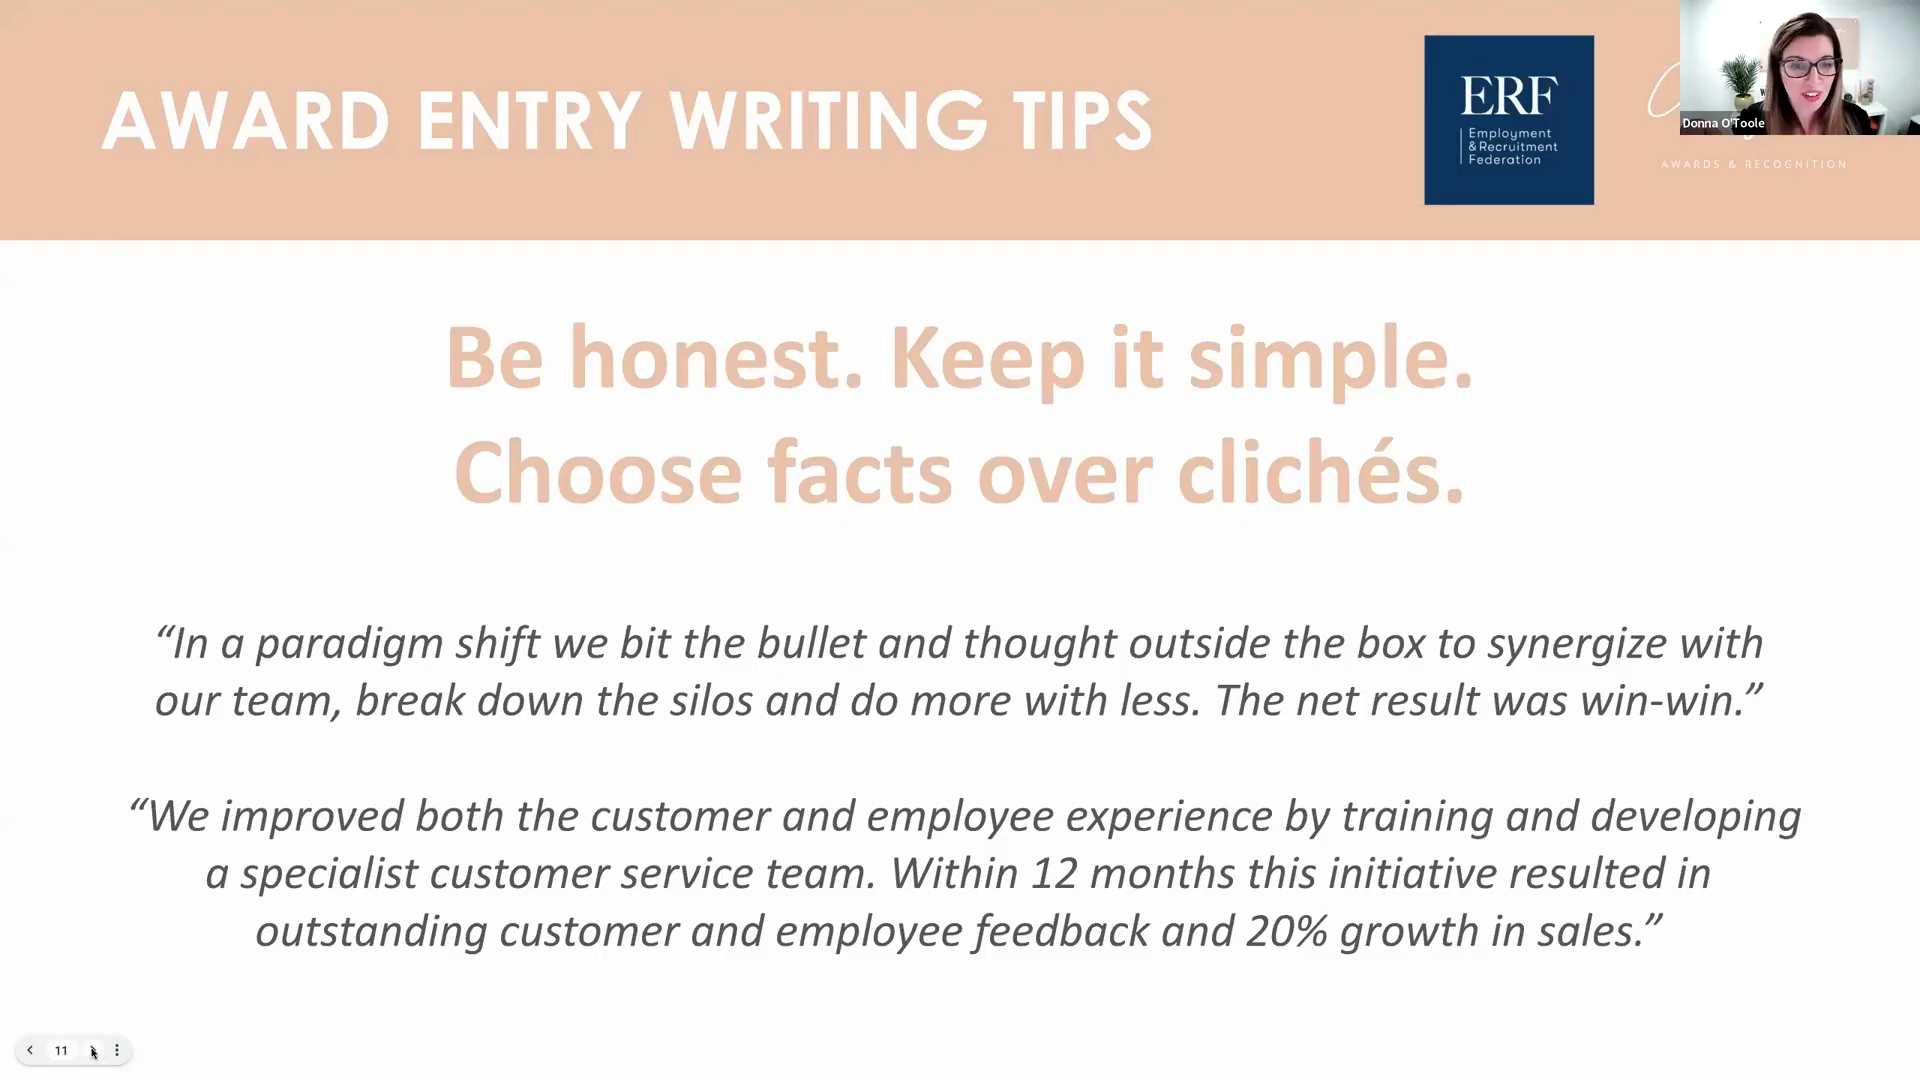 AWARD ENTRY WRITING TIPS
ERF
Employment
& Recruitment
Federation
Donna O'Toole
AWARDS & RECOGNITION
Be honest. Keep it simple.
Choose facts over clichés.
“In a paradigm shift we bit the bullet and thought outside the box to synergize with
our team, break down the silos and do more with less. The net result was win-win.”
“We improved both the customer and employee experience by training and developing
a specialist customer service team. Within 12 months this initiative resulted in
outstanding customer and employee feedback and 20% growth in sales.”
11